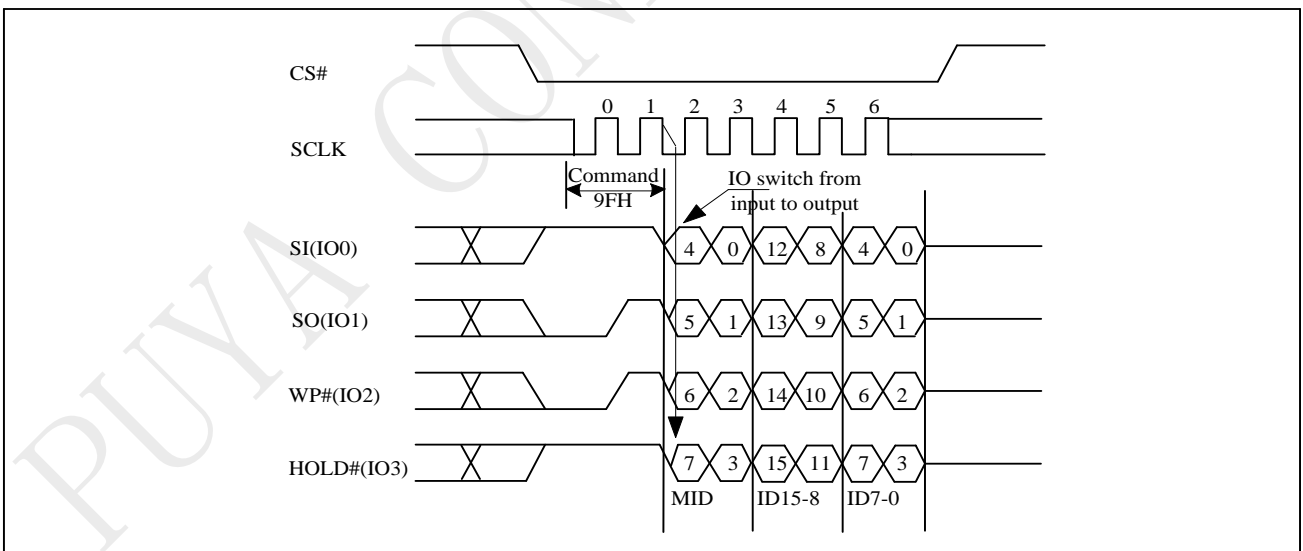 PUYA CON
CS#
0 1 2 3 4 5 6
SCLK
Command
9FH
IO switch from
input to output
SI(IO0)
4 0 12 8 4 0
SO(IO1)
5 1 13 9 5 1
WP#(IO2)
6 2 14 10 6 2
HOLD#(IO3)
7 3 15 11 7 3
MID ID15-8 ID7-0